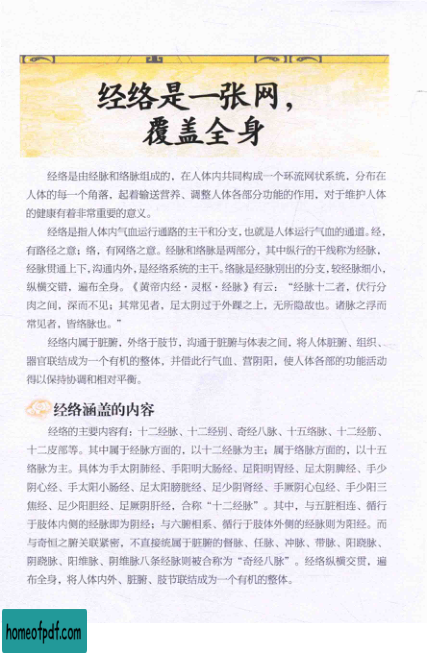 经络是一张网，
覆盖全身
经络是由经脉和络脉组成的，在人体内共同构成一个环流网状系统，分布在
人体的每一个角落，起着输送营养、调整人体各部分功能的作用，对于维护人体
的健康有着非常重要的意义。
经络是指人体内气血运行通路的主干和分支，也就是人体运行气血的通道。经，
有路径之意；络，有网络之意。经脉和络脉是两部分，其中纵行的干线称为经脉，
经脉贯通上下，沟通内外，是经络系统的主干。络脉是经脉别出的分支，较经脉细小，
纵横交错，遍布全身。《黄帝内经·灵枢·经脉》有云：“经脉十二者，伏行分
肉之间，深而不见；其常见者，足太阴过于外踝之上，无所隐故也。诸脉之浮而
常见者，皆络脉也。”
经络内属于脏腑，外络于肢节，沟通于脏腑与体表之间，将人体脏腑、组织、
器官联结成为一个有机的整体，并借此行气血、营阴阳，使人体各部的功能活动
得以保持协调和相对平衡。
经络涵盖的内容
经络的主要内容有：十二经脉、十二经别、奇经八脉、十五络脉、十二经筋、
十二皮部等。其中属于经脉方面的，以十二经脉为主；属于络脉方面的，以十五
络脉为主。具体为手太阴肺经、手阳明大肠经、足阳明胃经、足太阴脾经、手少
阴心经、手太阳小肠经、足太阳膀胱经、足少阴肾经、手厥阴心包经、手少阳三
焦经、足少阳胆经、足厥阴肝经，合称“十二经脉”。其中，与五脏相连、循行
于肢体内侧的经脉即为阴经；与六腑相系、循行于肢体外侧的经脉则为阳经。而
与奇恒之腑关联紧密，不直接统属于脏腑的督脉、任脉、冲脉、带脉、阳跷脉、
阴跷脉、阳维脉、阴维脉八条经脉则被合称为“奇经八脉”。经络纵横交贯，遍
布全身，将人体内外、脏腑、肢节联结成为一个有机的整体。
homeofpdf.com